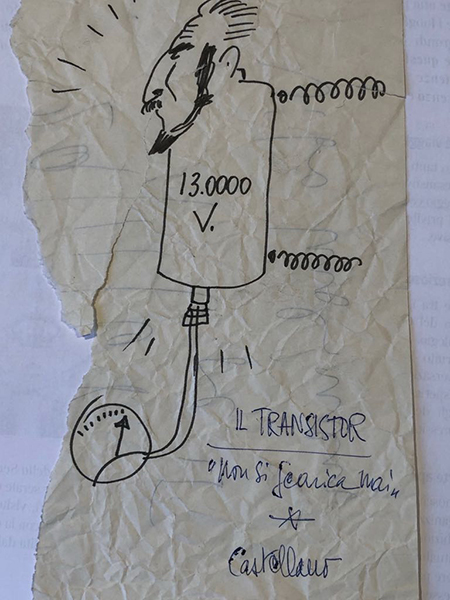 13.0000
V.
IL TRANSISTOR
"non si scarica mai"
Castellano